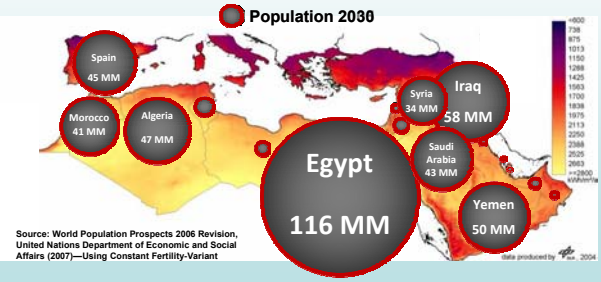 Population 2030
Spain
45 MM
Morocco
41 MM
Algeria
47 MM
Egypt
116 MM
Syria
34 MM
Iraq
58 MM
Saudi
Arabia
43 MM
Yemen
50 MM
<600
738
875
1013
1150
1288
1425
1563
1700
1838
1975
2113
2250
2388
2525
2663
>=2800
kWh/m²/a
Source: World Population Prospects 2006 Revision,
United Nations Department of Economic and Social
Affairs (2007)—Using Constant Fertility-Variant
data produced by DLR, 2004